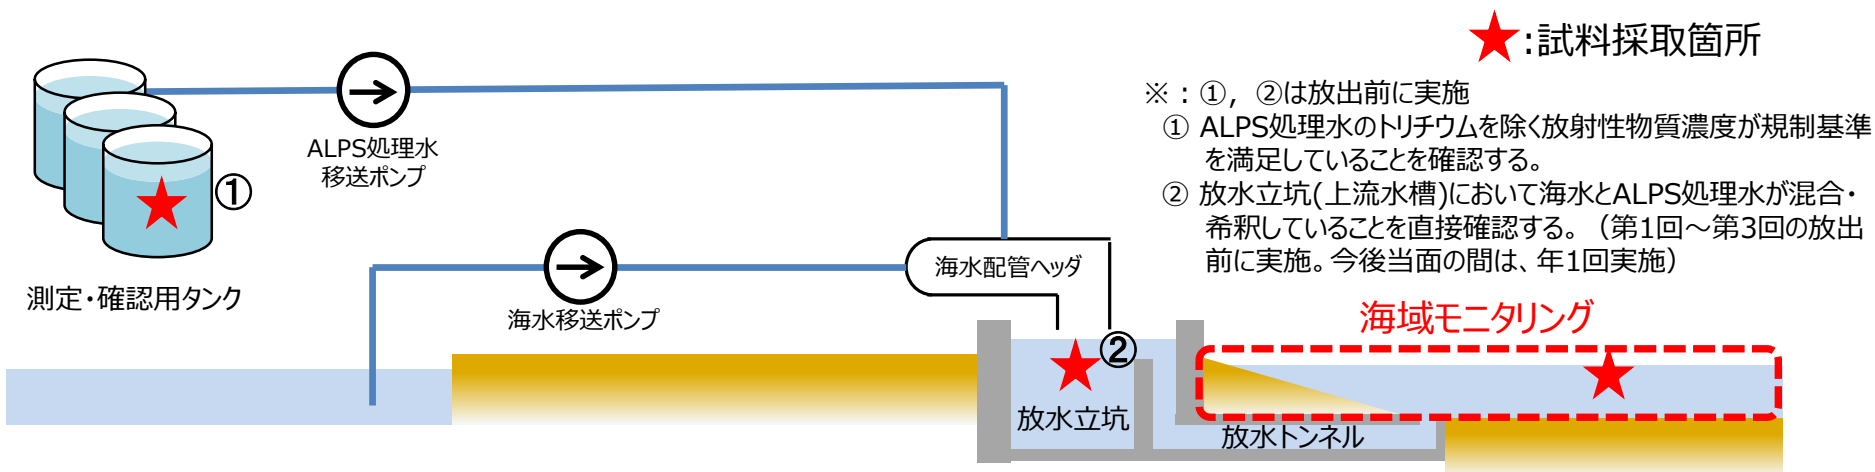 ★:試料採取箇所
※：①，②は放出前に実施
① ALPS処理水のトリチウムを除く放射性物質濃度が規制基準
を満足していることを確認する。
② 放水立坑(上流水槽)において海水とALPS処理水が混合・
希釈していることを直接確認する。（第1回～第3回の放出
前に実施。今後当面の間は、年1回実施）
ALPS処理水
移送ポンプ
①
測定・確認用タンク
海水移送ポンプ
海水配管ヘッダ
海域モニタリング
②
放水立坑
放水トンネル